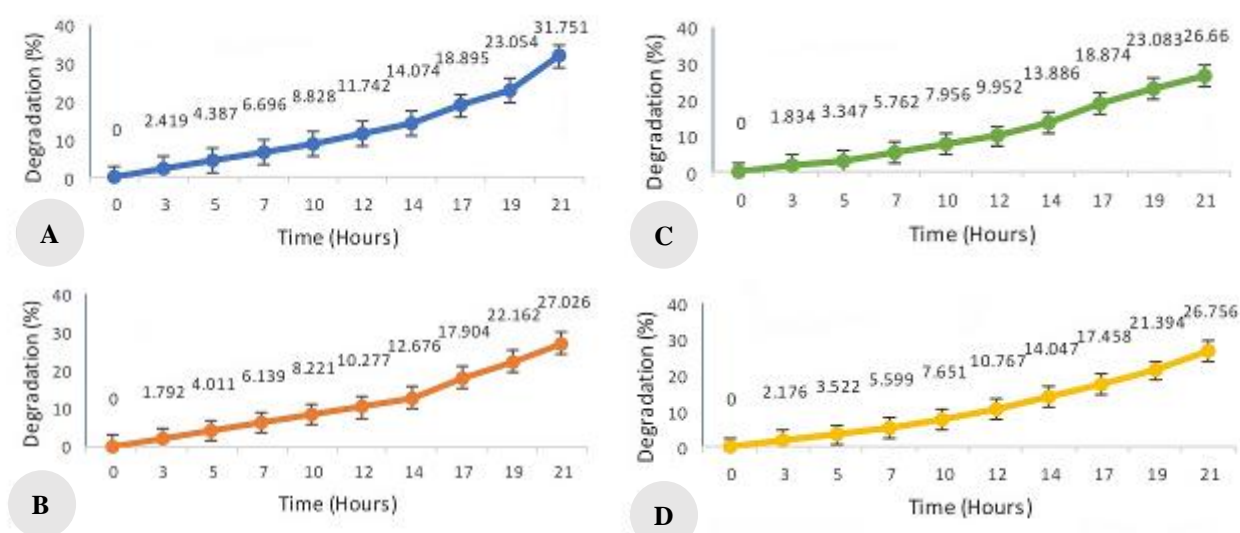 Degradation (%)
40
30
20
10
0
0 2.419 4.387 6.696 8.828 11.742 14.074 18.895 23.054 31.751
0 3 5 7 10 12 14 17 19 21
Time (Hours)
A
Degradation (%)
40
30
20
10
0
0 1.792 4.011 6.139 8.221 10.277 12.676 17.904 22.162 27.026
0 3 5 7 10 12 14 17 19 21
Time (Hours)
B
Degradation (%)
40
30
20
10
0
0 1.834 3.347 5.762 7.956 9.952 13.886 18.874 23.083 26.66
0 3 5 7 10 12 14 17 19 21
Time (Hours)
C
Degradation (%)
40
30
20
10
0
0 2.176 3.522 5.599 7.651 10.767 14.047 17.458 21.394 26.756
0 3 5 7 10 12 14 17 19 21
Time (Hours)
D